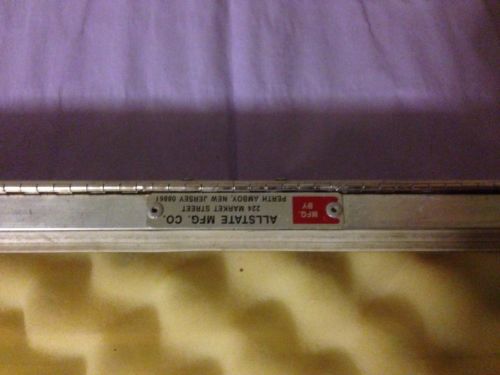 MFG.
BY
ALLSTATE MFG. CO.
224 MARKET STREET
PERTH AMBOY, NEW JERSEY 08861